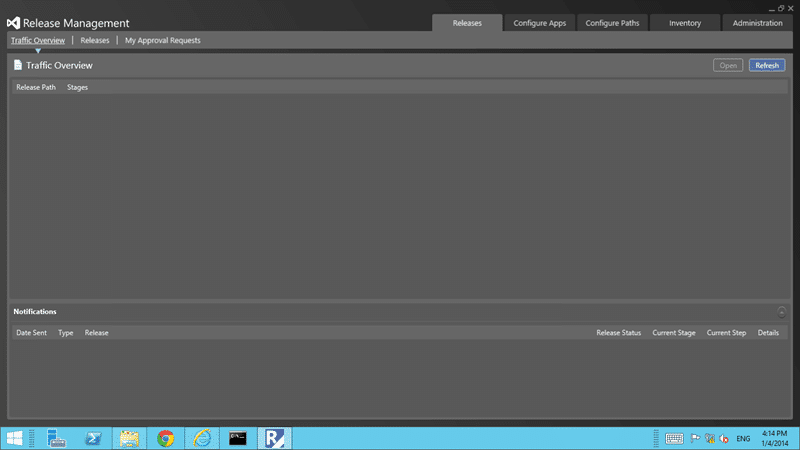 Release Management
Releases Configure Apps Configure Paths Inventory Administration
Traffic Overview | Releases | My Approval Requests
Traffic Overview Open Refresh
Release Path Stages
Notifications
Date Sent Type Release Release Status Current Stage Current Step Details
ENG 4:14 PM
1/4/2014